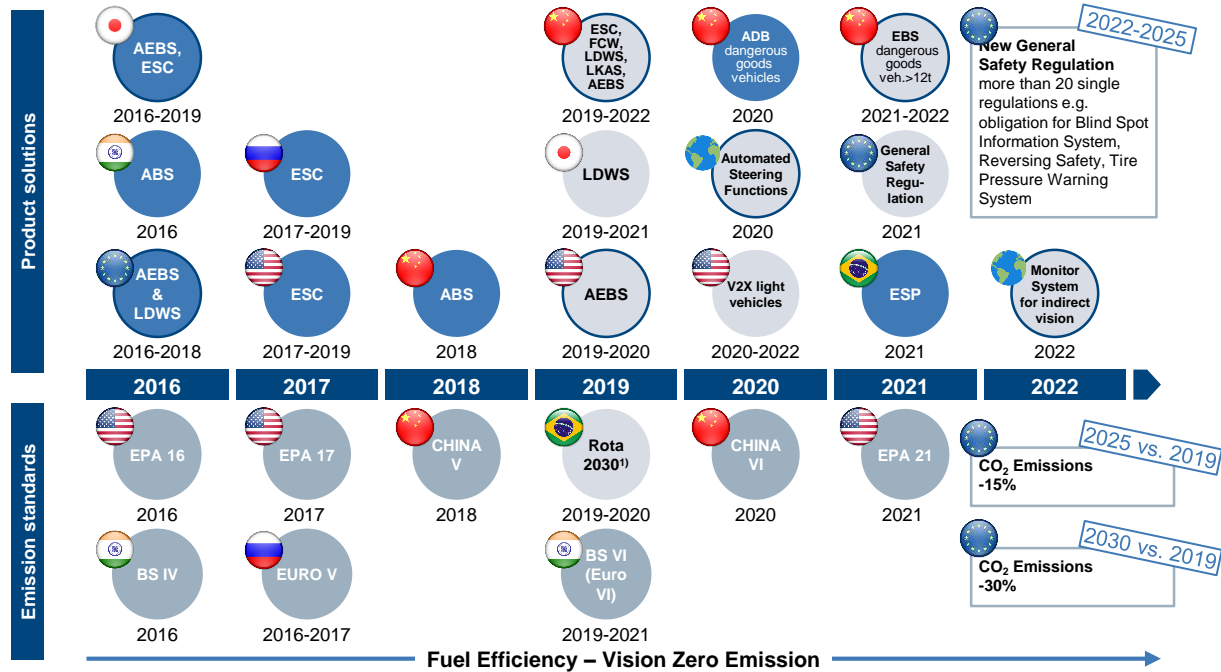 Product solutions
AEBS,
ESC
2016-2019
ESC,
FCW,
LDWS,
LKAS,
AEBS
2019-2022
ADB
dangerous
goods
vehicles
2020
EBS
dangerous
goods
veh.>12t
2021-2022
2022-2025
New General
Safety Regulation
more than 20 single
regulations e.g.
obligation for Blind Spot
Information System,
Reversing Safety, Tire
Pressure Warning
System
ABS
2016
ESC
2017-2019
LDWS
2019-2021
Automated
Steering
Functions
2020
General
Safety
Regu-
lation
2021
AEBS
&
LDWS
2016-2018
ESC
2017-2019
ABS
2018
AEBS
2019-2020
V2X light
vehicles
2020-2022
ESP
2021
Monitor
System
for indirect
vision
2022
2016
2017
2018
2019
2020
2021
2022
Emission standards
EPA 16
2016
EPA 17
2017
CHINA
V
2018
Rota
2030¹⁾
2019-2020
CHINA
VI
2020
EPA 21
2021
2025 vs. 2019
CO₂ Emissions
-15%
BS IV
2016
EURO V
2016-2017
BS VI
(Euro
VI)
2019-2021
2030 vs. 2019
CO₂ Emissions
-30%
Fuel Efficiency – Vision Zero Emission